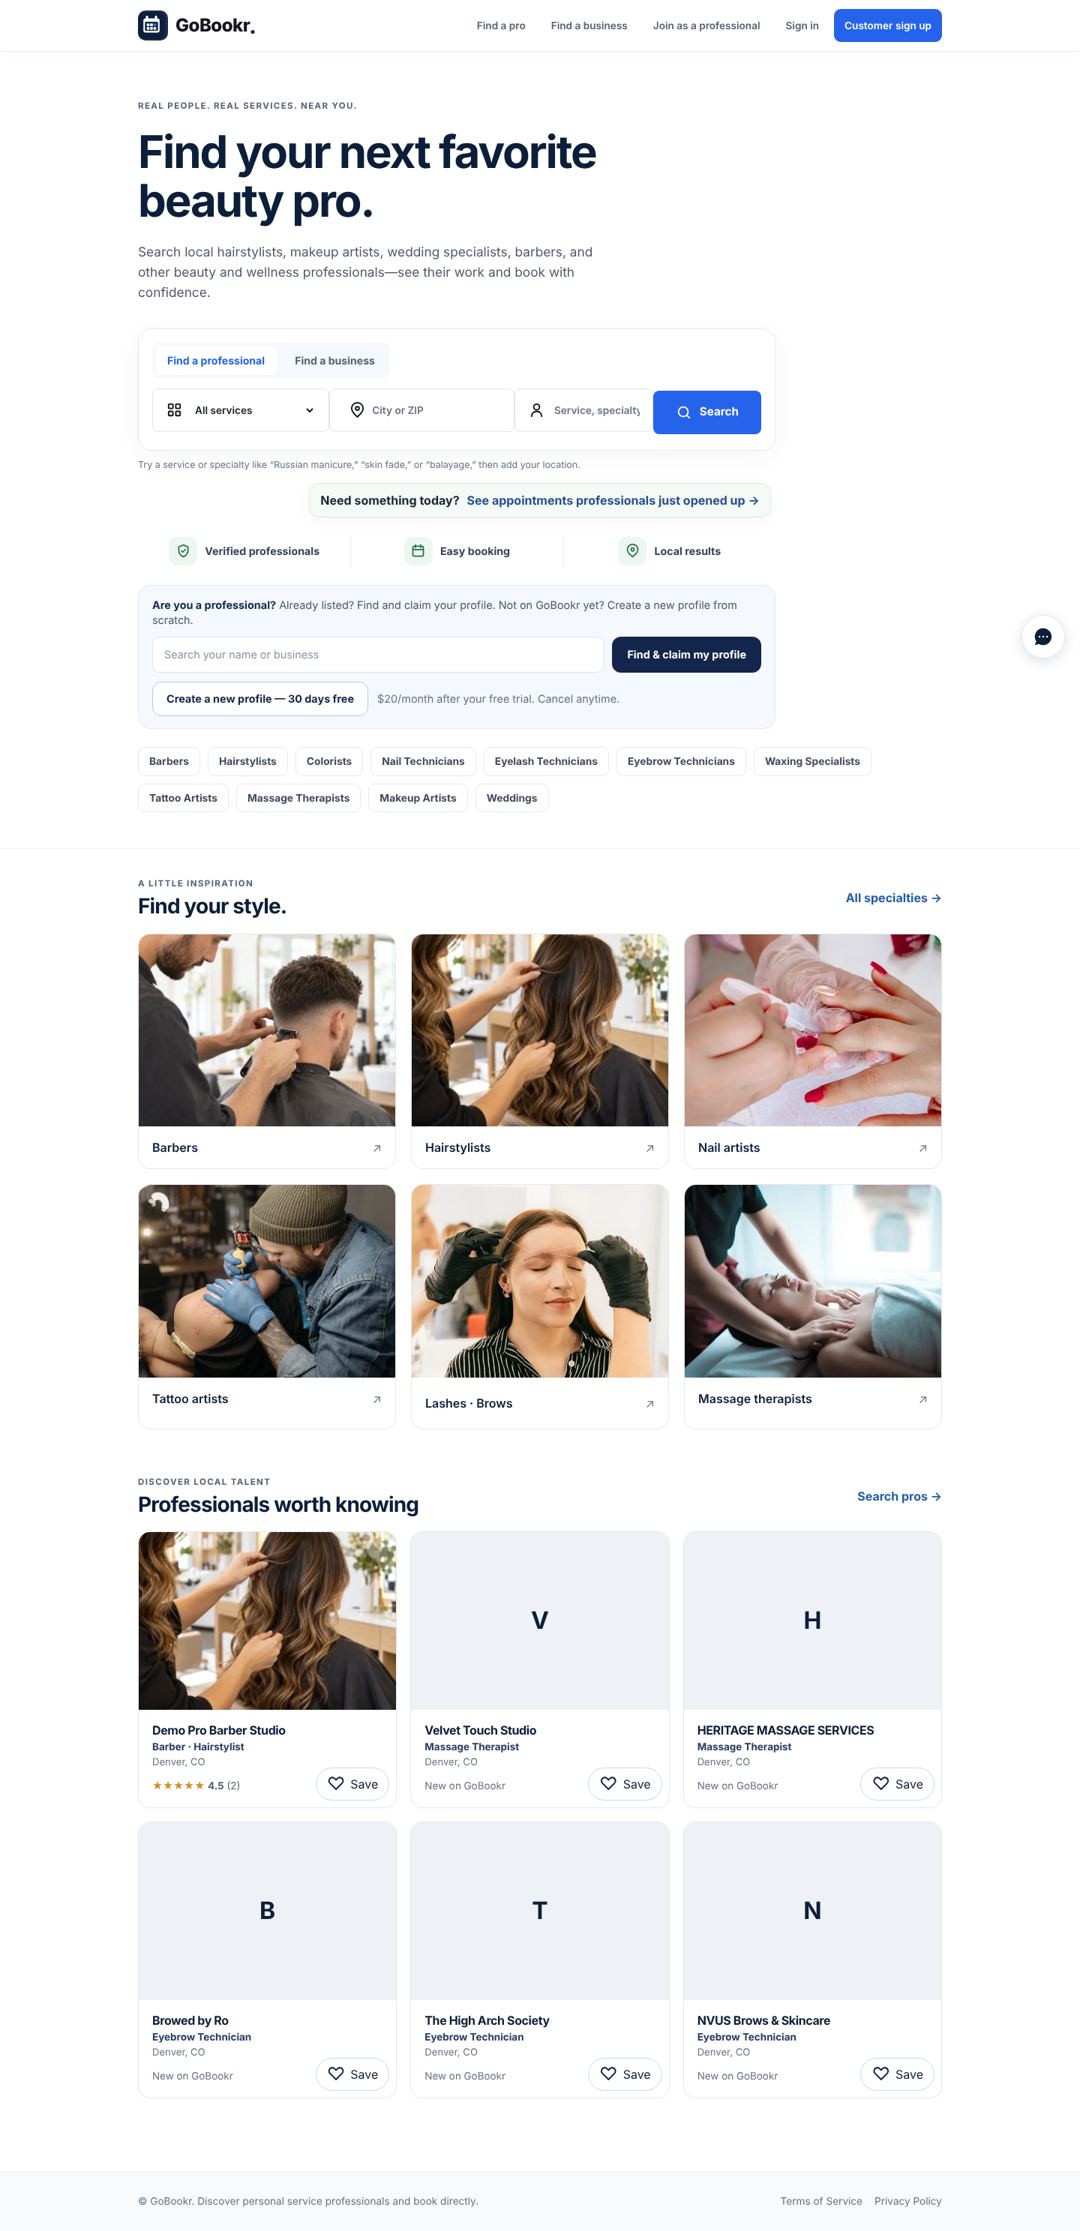 GoBookr.
Find a pro
Find a business
Join as a professional
Sign in
Customer sign up
REAL PEOPLE. REAL SERVICES. NEAR YOU.
Find your next favorite
beauty pro.
Search local hairstylists, makeup artists, wedding specialists, barbers, and
other beauty and wellness professionals—see their work and book with
confidence.
Find a professional
Find a business
All services
City or ZIP
Service, specialty
Search
Try a service or specialty like “Russian manicure,” “skin fade,” or “balayage,” then add your location.
Need something today? See appointments professionals just opened up →
Verified professionals
Easy booking
Local results
Are you a professional? Already listed? Find and claim your profile. Not on GoBookr yet? Create a new profile from
scratch.
Search your name or business
Find & claim my profile
Create a new profile — 30 days free
$20/month after your free trial. Cancel anytime.
Barbers
Hairstylists
Colorists
Nail Technicians
Eyelash Technicians
Eyebrow Technicians
Waxing Specialists
Tattoo Artists
Massage Therapists
Makeup Artists
Weddings
A LITTLE INSPIRATION
Find your style.
All specialties →
Barbers ↗
Hairstylists ↗
Nail artists ↗
Tattoo artists ↗
Lashes · Brows ↗
Massage therapists ↗
DISCOVER LOCAL TALENT
Professionals worth knowing
Search pros →
Demo Pro Barber Studio
Barber · Hairstylist
Denver, CO
★★★★★ 4.5 (2)
Save
V
Velvet Touch Studio
Massage Therapist
Denver, CO
New on GoBookr
Save
H
HERITAGE MASSAGE SERVICES
Massage Therapist
Denver, CO
New on GoBookr
Save
B
Browed by Ro
Eyebrow Technician
Denver, CO
New on GoBookr
Save
T
The High Arch Society
Eyebrow Technician
Denver, CO
New on GoBookr
Save
N
NVUS Brows & Skincare
Eyebrow Technician
Denver, CO
New on GoBookr
Save
© GoBookr. Discover personal service professionals and book directly.
Terms of Service
Privacy Policy